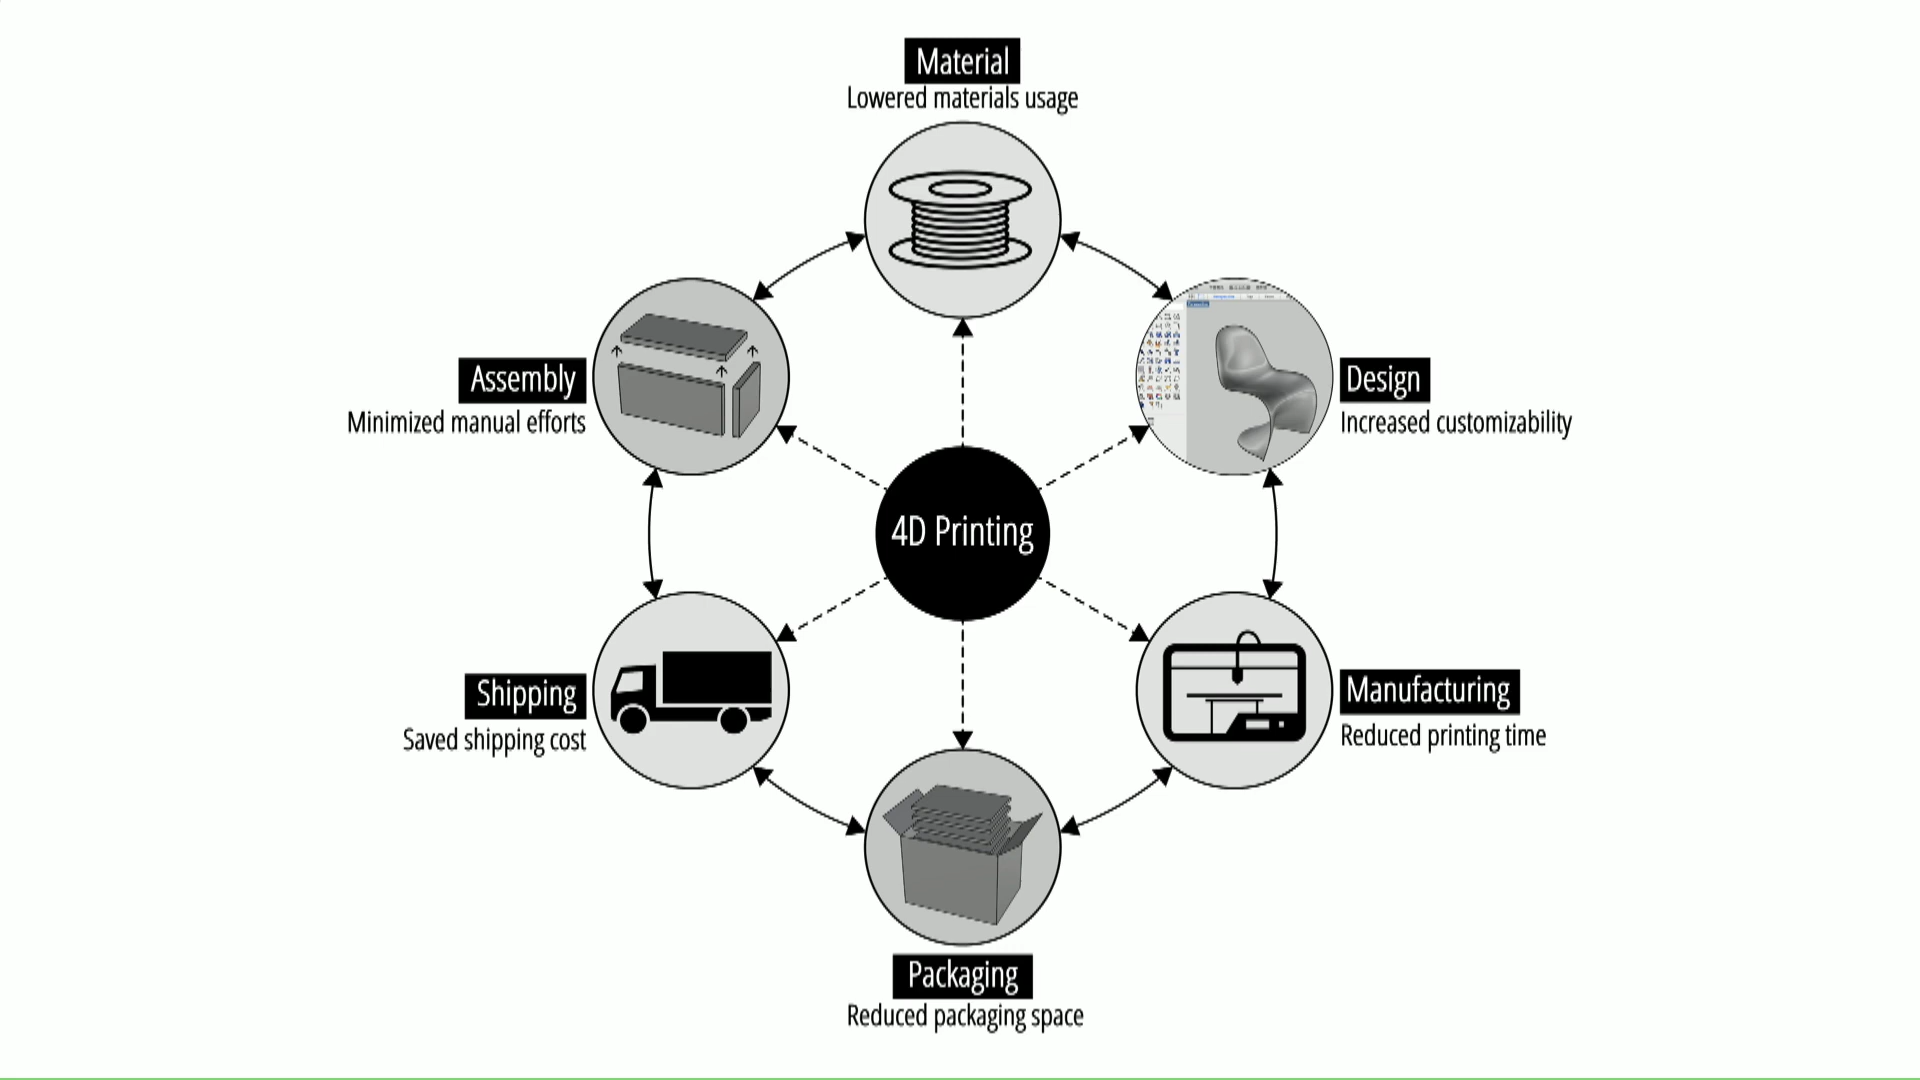 Material
Lowered materials usage
Assembly
Minimized manual efforts
Design
Increased customizability
4D Printing
Shipping
Saved shipping cost
Manufacturing
Reduced printing time
Packaging
Reduced packaging space